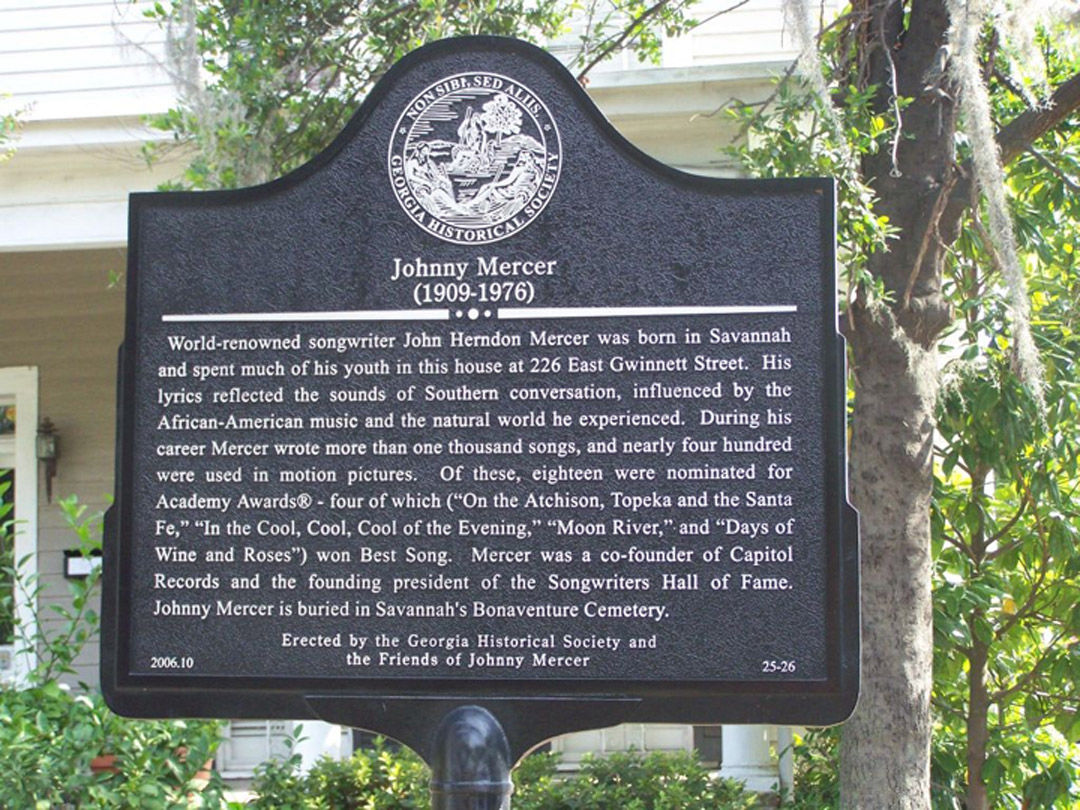 NON SIBI, SED ALIIS.
GEORGIA HISTORICAL SOCIETY
Johnny Mercer
(1909-1976)
World-renowned songwriter John Herndon Mercer was born in Savannah
and spent much of his youth in this house at 226 East Gwinnett Street. His
lyrics reflected the sounds of Southern conversation, influenced by the
African-American music and the natural world he experienced. During his
career Mercer wrote more than one thousand songs, and nearly four hundred
were used in motion pictures. Of these, eighteen were nominated for
Academy Awards® - four of which (“On the Atchison, Topeka and the Santa
Fe,” “In the Cool, Cool, Cool of the Evening,” “Moon River,” and “Days of
Wine and Roses”) won Best Song. Mercer was a co-founder of Capitol
Records and the founding president of the Songwriters Hall of Fame.
Johnny Mercer is buried in Savannah's Bonaventure Cemetery.
Erected by the Georgia Historical Society and
the Friends of Johnny Mercer
2006.10
25-26